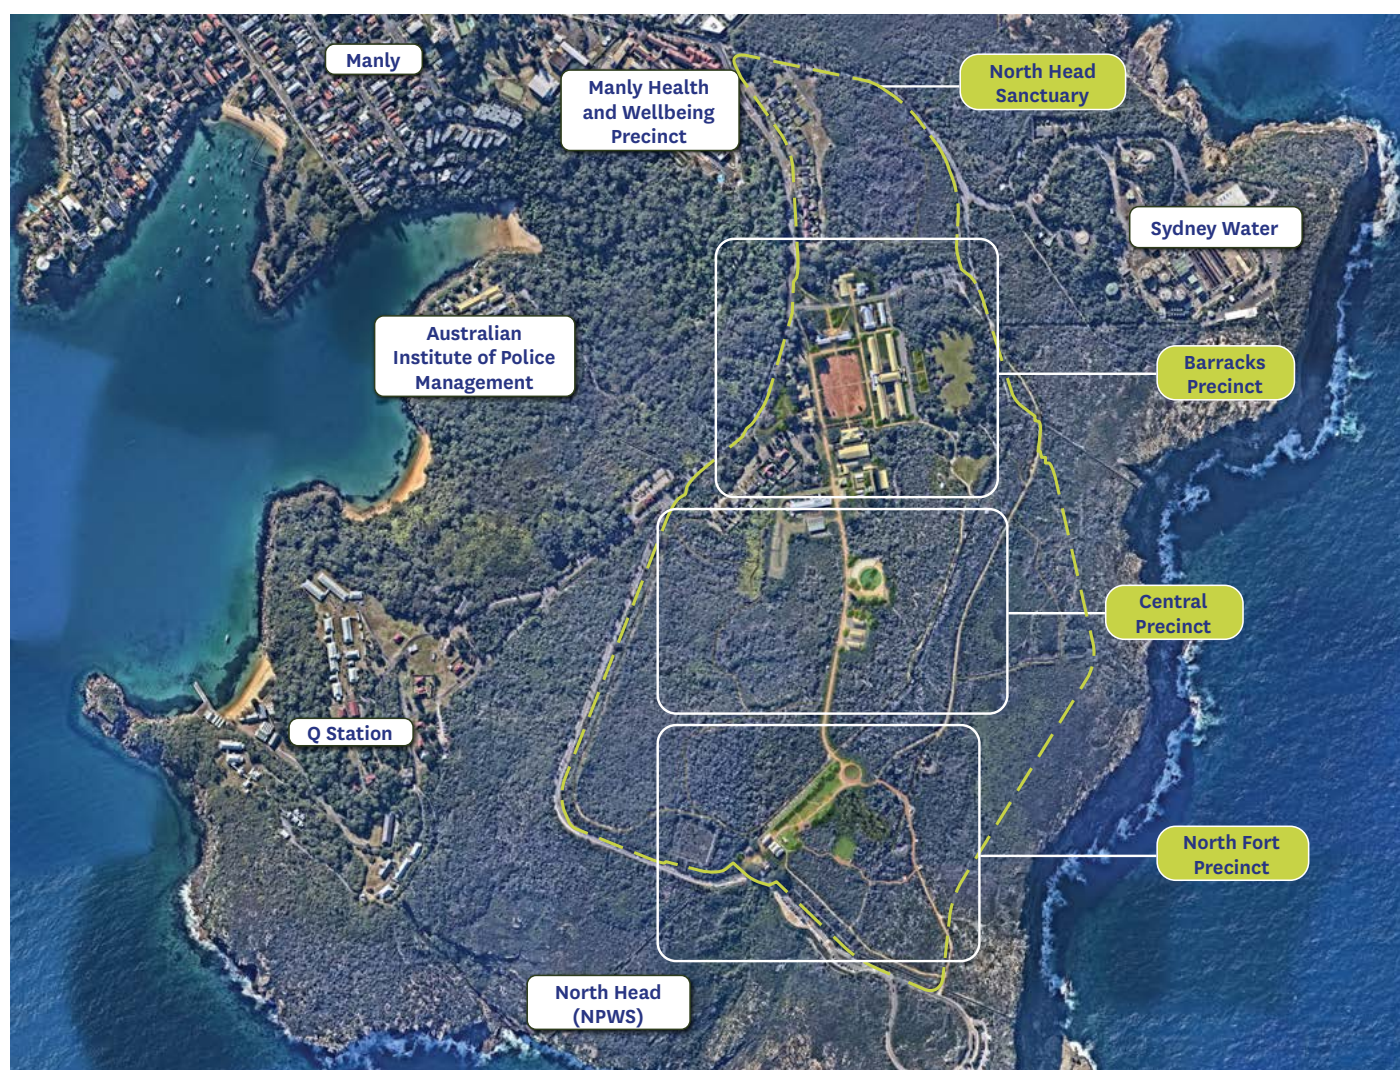 Manly
Manly Health
and Wellbeing
Precinct
North Head
Sanctuary
Sydney Water
Australian
Institute of Police
Management
Barracks
Precinct
Central
Precinct
Q Station
North Fort
Precinct
North Head
(NPWS)